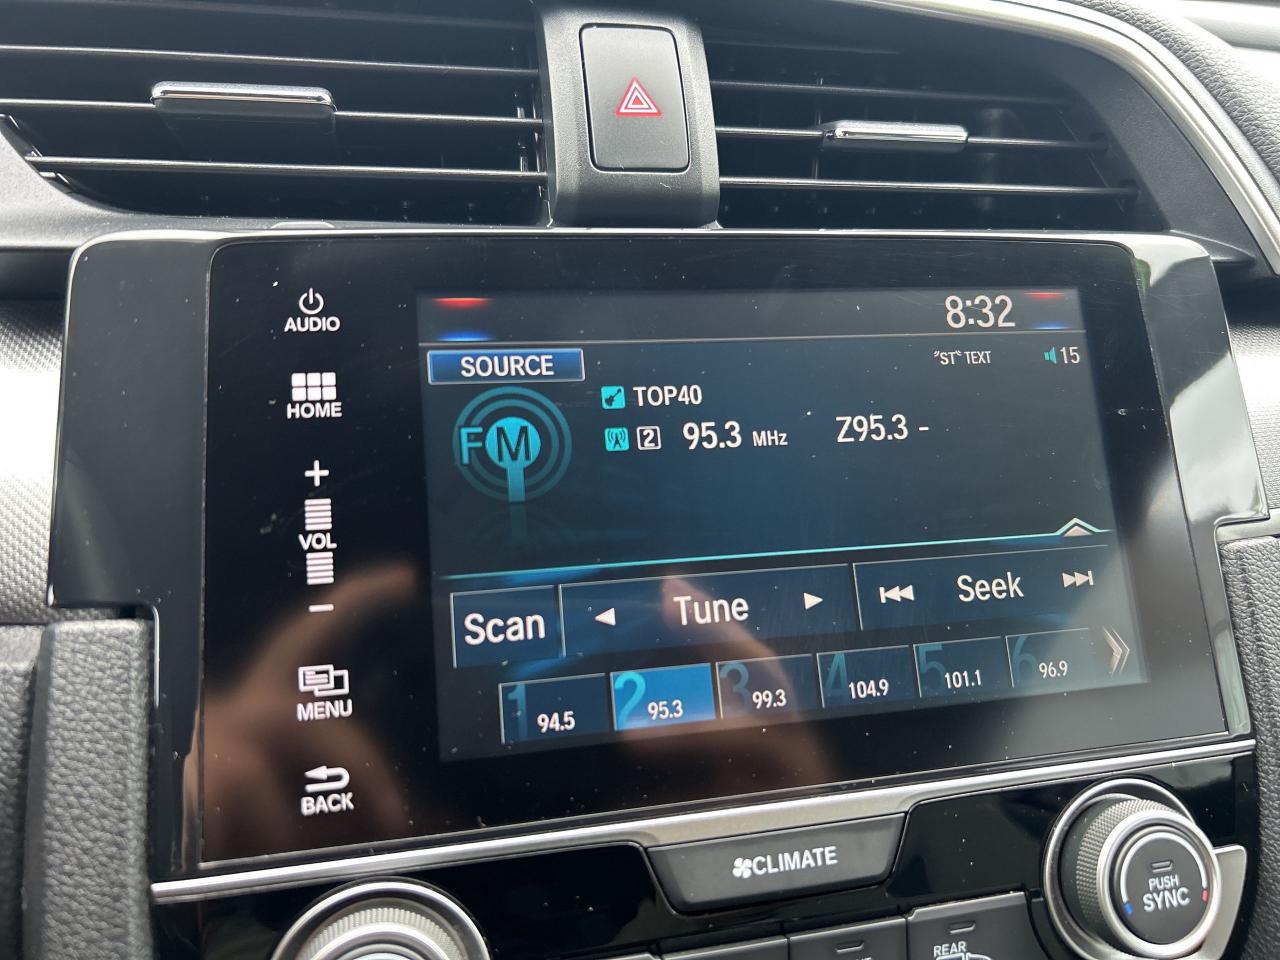 8:32
AUDIO
SOURCE
"ST" TEXT
15
TOP40
HOME
FM
2
95.3 MHz
Z95.3 -
+
VOL
−
Scan
Tune
Seek
MENU
1 94.5
2 95.3
3 99.3
4 104.9
5 101.1
6 96.9
BACK
CLIMATE
PUSH
SYNC
REAR